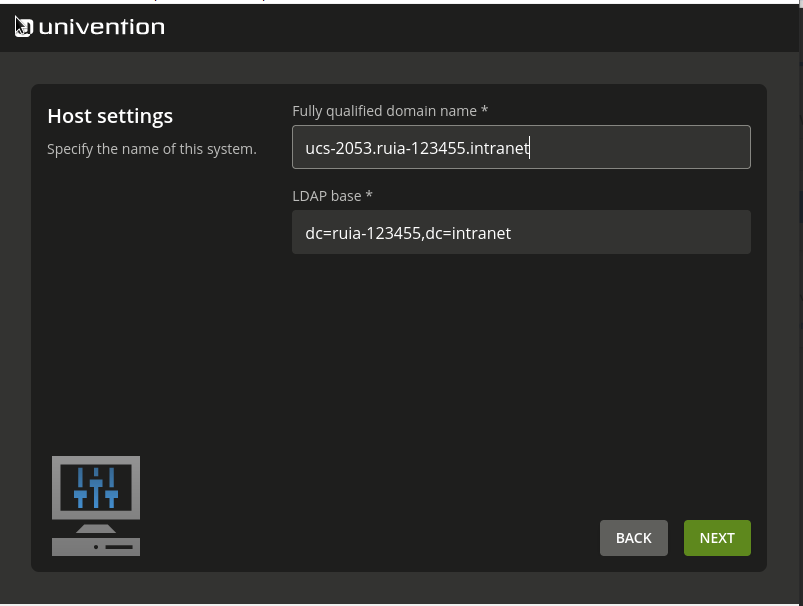 univention
Host settings
Specify the name of this system.
Fully qualified domain name *
ucs-2053.ruia-123455.intranet
LDAP base *
dc=ruia-123455,dc=intranet
BACK
NEXT